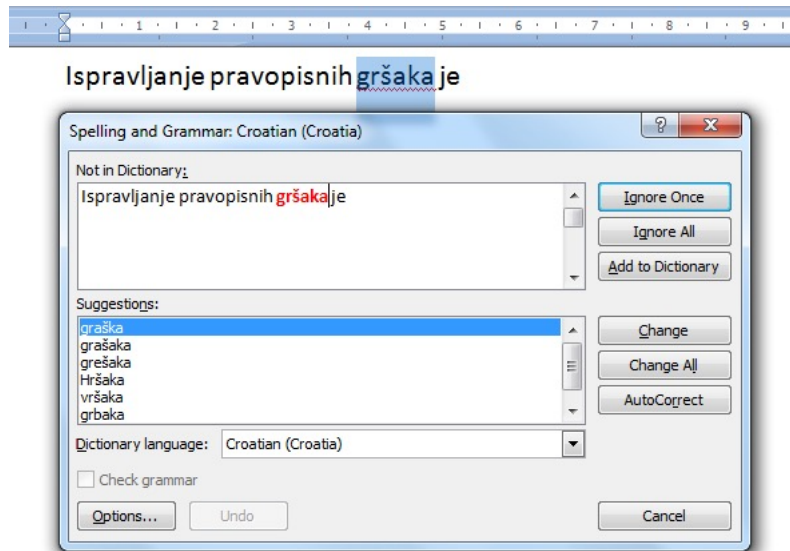 1 2 3 4 5 6 7 8 9
Ispravljanje pravopisnih gršaka je
Spelling and Grammar: Croatian (Croatia)
Not in Dictionary:
Ispravljanje pravopisnih gršaka je
Ignore Once
Ignore All
Add to Dictionary
Suggestions:
graška
grašaka
grešaka
Hršaka
vršaka
grbaka
Change
Change All
AutoCorrect
Dictionary language: Croatian (Croatia)
Check grammar
Options... Undo Cancel